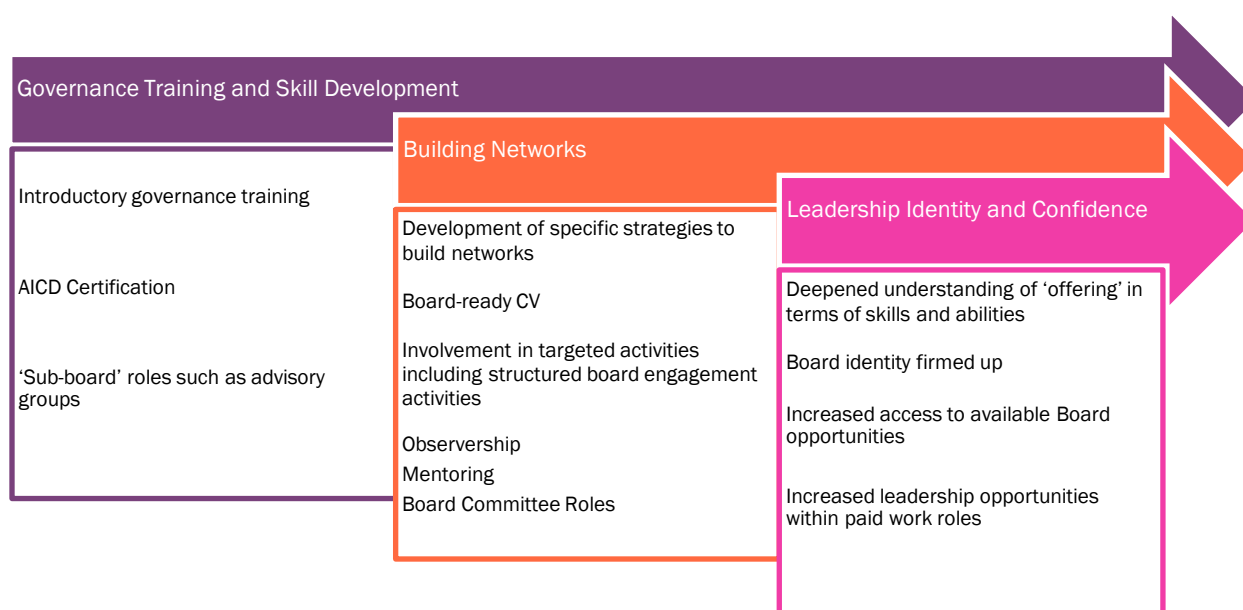 Governance Training and Skill Development
Introductory governance training
AICD Certification
‘Sub-board’ roles such as advisory
groups
Building Networks
Development of specific strategies to
build networks
Board-ready CV
Involvement in targeted activities
including structured board engagement
activities
Observership
Mentoring
Board Committee Roles
Leadership Identity and Confidence
Deepened understanding of ‘offering’ in
terms of skills and abilities
Board identity firmed up
Increased access to available Board
opportunities
Increased leadership opportunities
within paid work roles